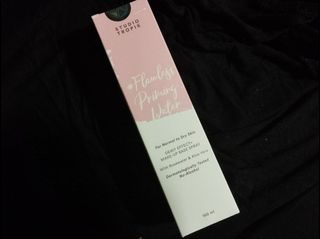 STUDIO
TROPIK
#Flawless
Priming
Water
For Normal to Dry Skin
DEWY EFFECT+
MAKE-UP BASE SPRAY
With Rosewater & Aloe Vera
Dermatologically Tested
No-Alcohol
100 ml